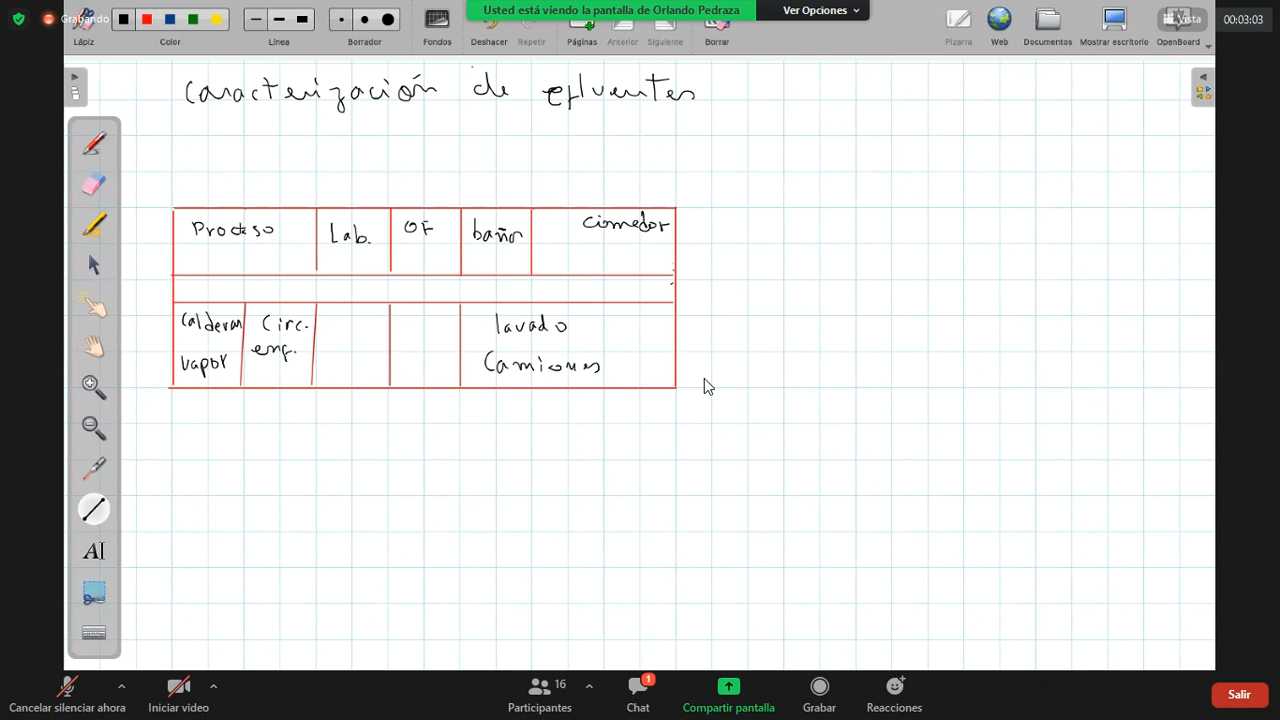 Grabando
Usted está viendo la pantalla de Orlando Pedraza
Ver Opciones
Vista
00:03:03
Lápiz
Color
Línea
Borrador
Fondos
Deshacer
Repetir
Páginas
Anterior
Siguiente
Borrar
Pizarra
Web
Documentos
Mostrar escritorio
OpenBoard
caracterización de efluentes
Proceso
Lab.
OF
baños
comedor
calderas
vapor
Circ.
enf.
lavado
Camiones
AI
Cancelar silenciar ahora
Iniciar video
16
Participantes
1
Chat
Compartir pantalla
Grabar
Reacciones
Salir